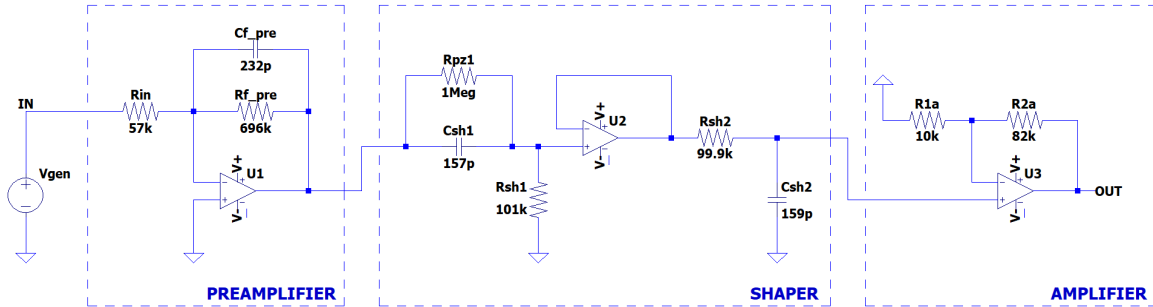 Cf_pre
232p
Rpz1
1Meg
IN
Rin
57k
Rf_pre
696k
V+
U1
V-
Vgen
Csh1
157p
Rsh1
101k
V+
U2
V-
Rsh2
99.9k
Csh2
159p
R1a
10k
R2a
82k
V+
U3
V-
OUT
PREAMPLIFIER
SHAPER
AMPLIFIER